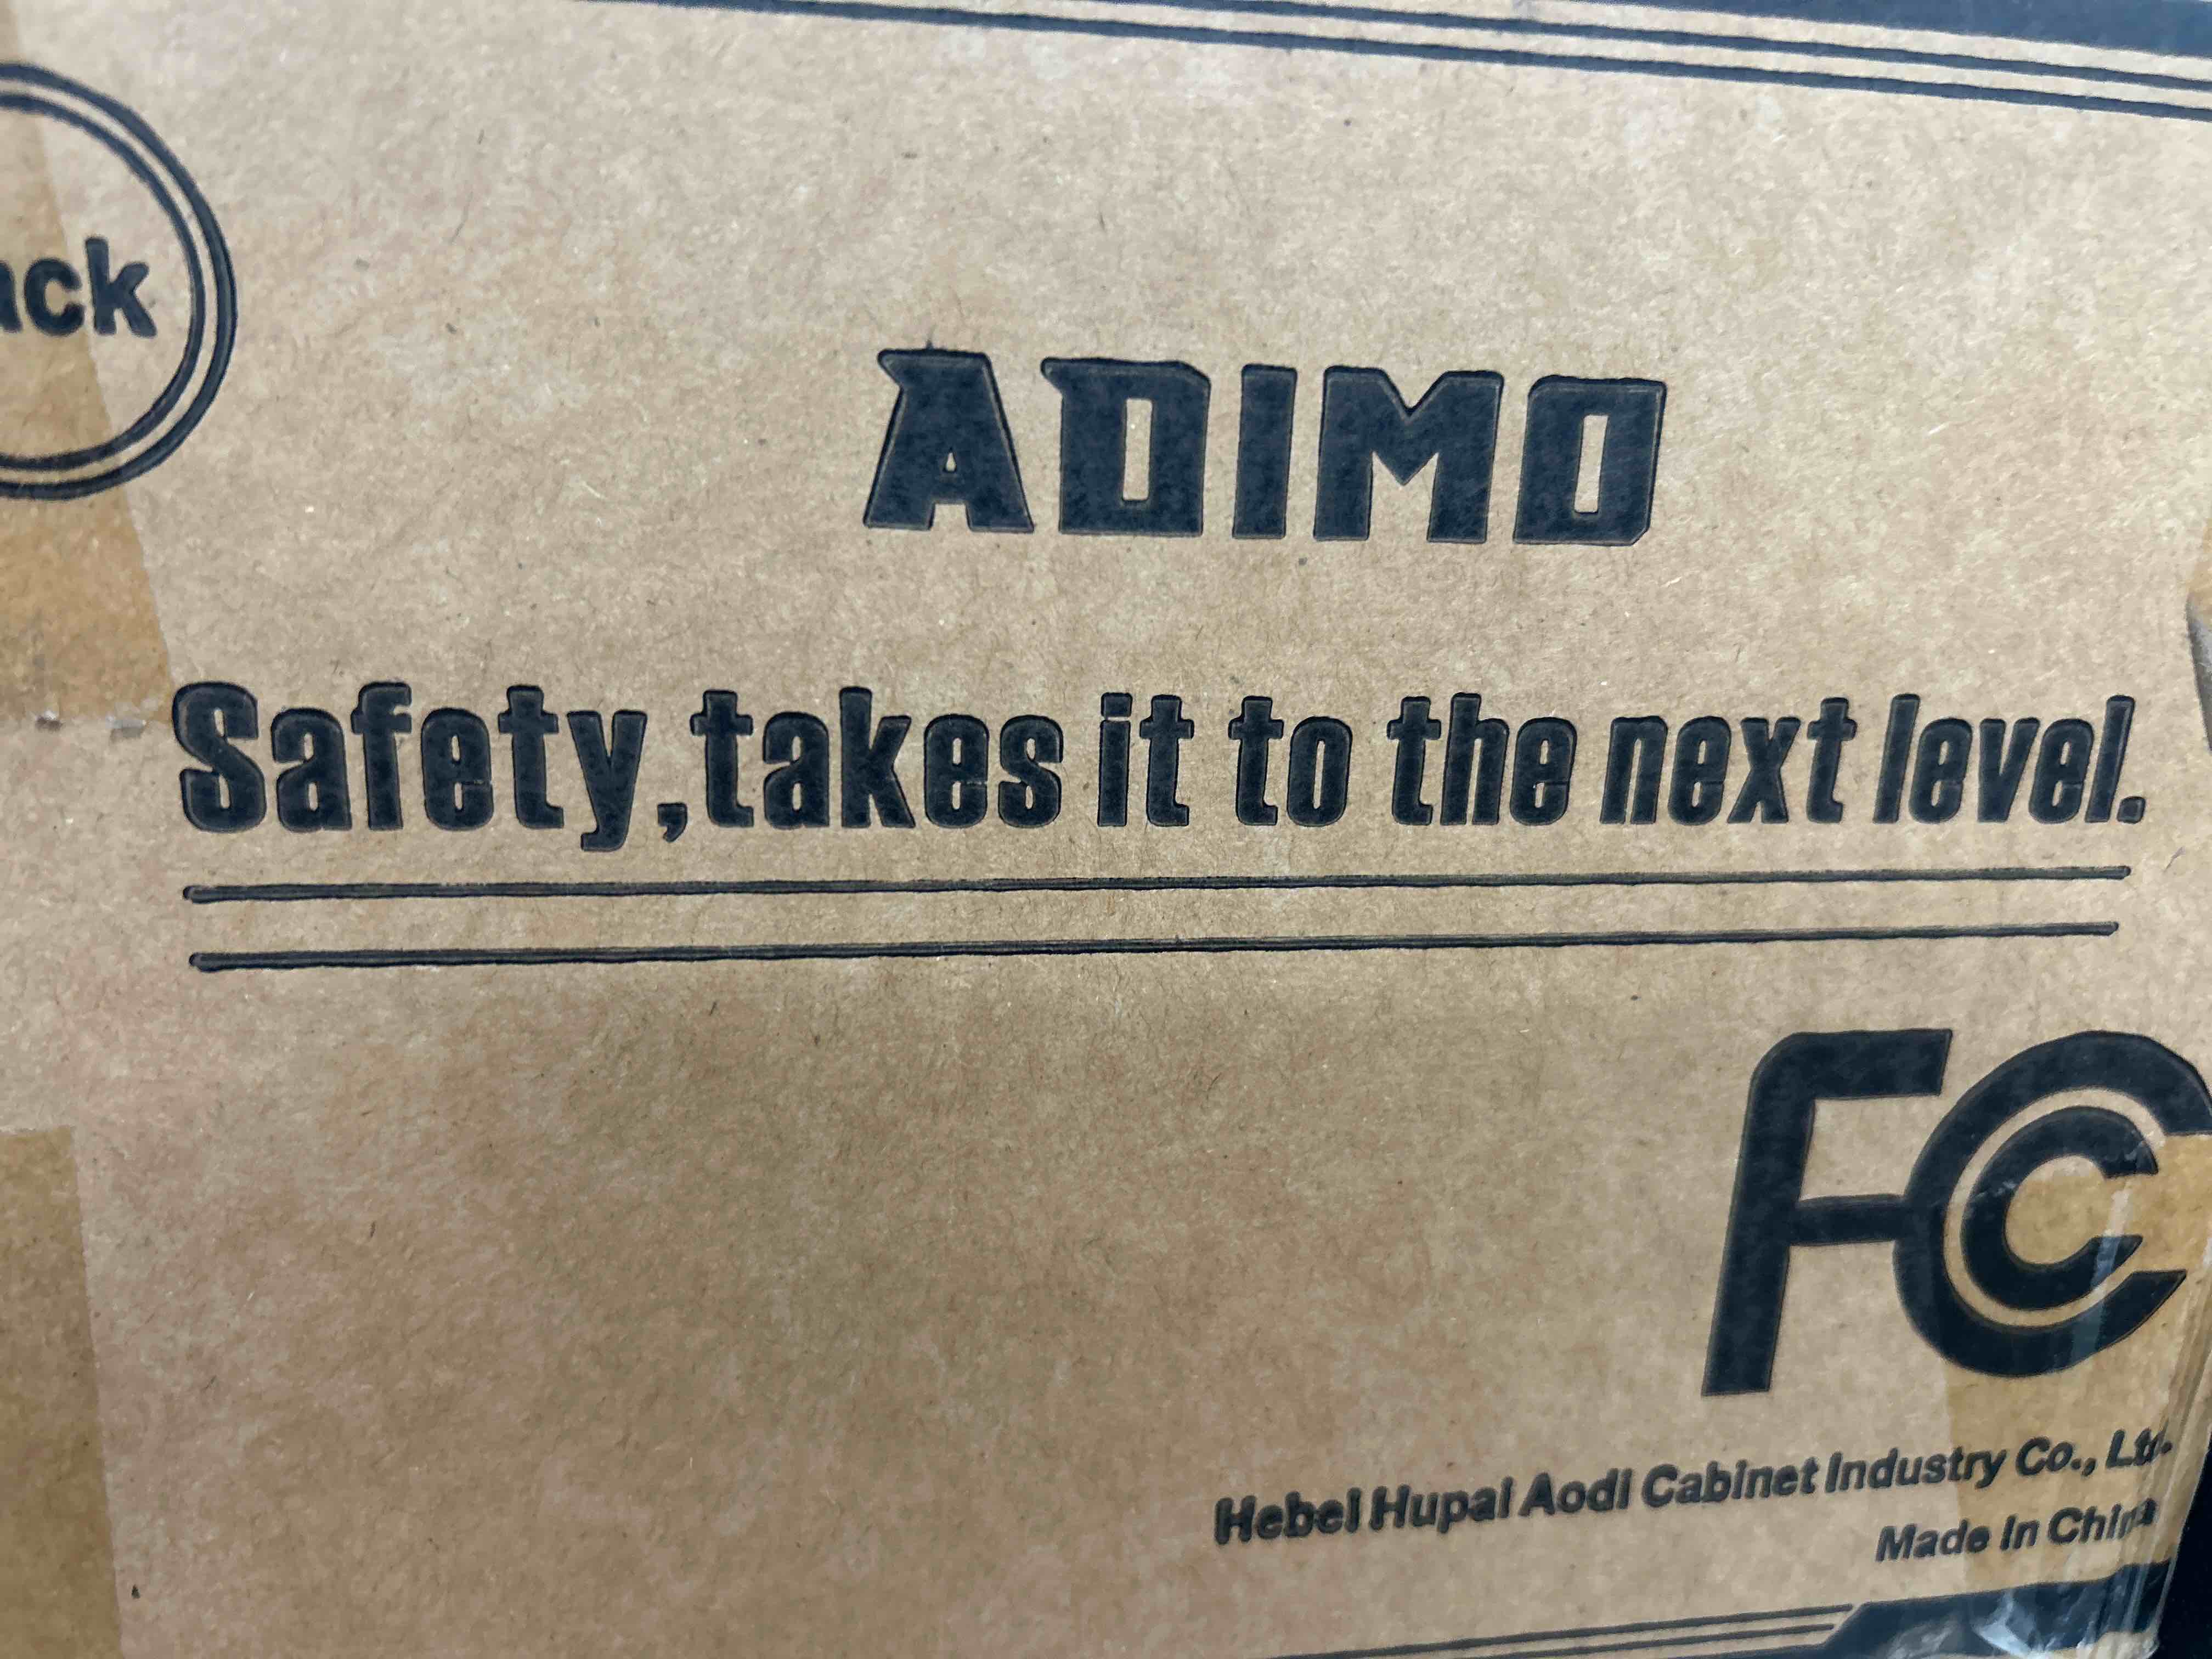 ack
ADIMO
Safety,takes it to the next level.
FC
Hebei Hupai Aodi Cabinet Industry Co., Ltd.
Made In China